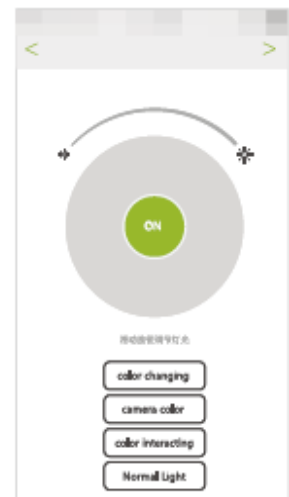 < >
ON
color changing
camera color
color interacting
Normal Light